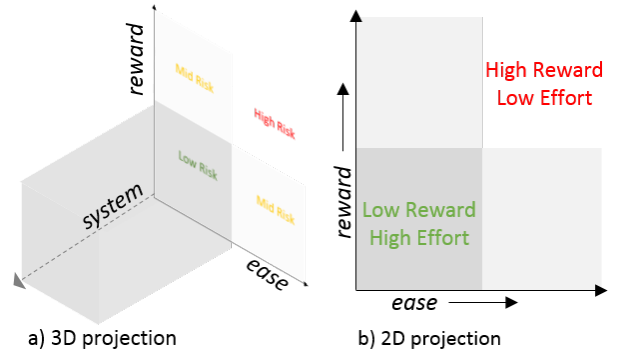 reward
Mid Risk
High Risk
Low Risk
Mid Risk
system
ease
a) 3D projection
reward
High Reward
Low Effort
Low Reward
High Effort
ease
b) 2D projection